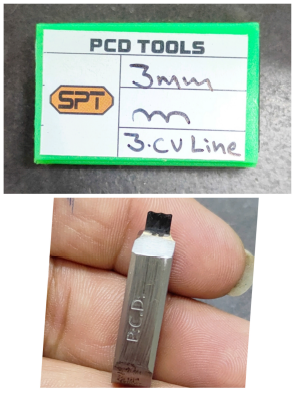 PCD TOOLS
SPT
3mm
3.CV Line
P.C.D.